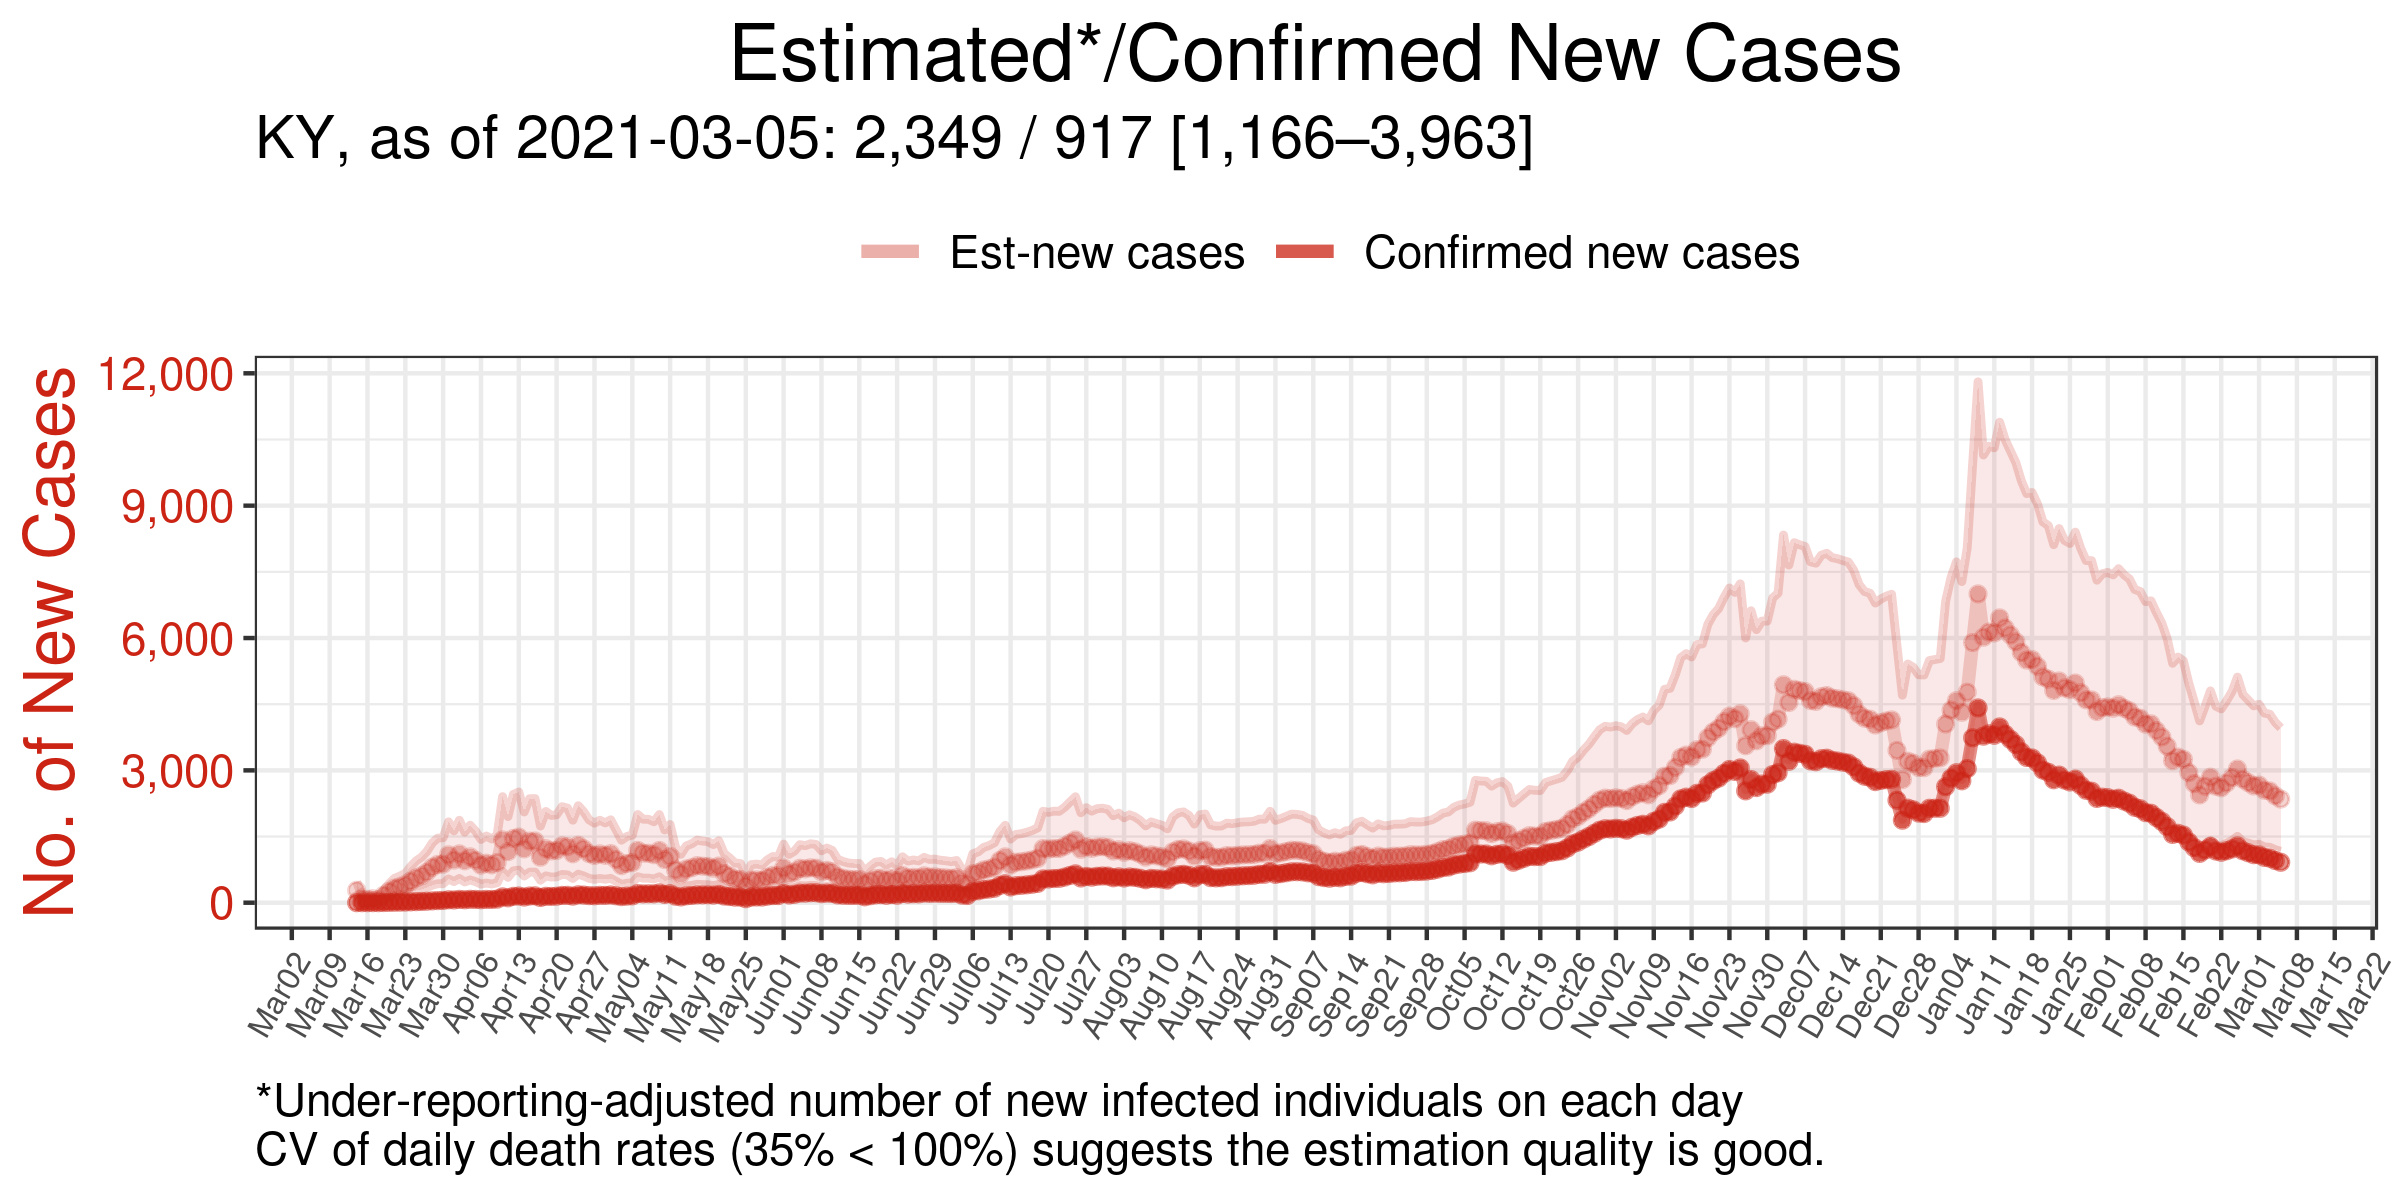 Estimated*/Confirmed New Cases
KY, as of 2021-03-05: 2,349 / 917 [1,166–3,963]
Est-new cases Confirmed new cases
No. of New Cases
12,000
9,000
6,000
3,000
0
Mar02 Mar09 Mar16 Mar23 Mar30 Apr06 Apr13 Apr20 Apr27 May04 May11 May18 May25 Jun01 Jun08 Jun15 Jun22 Jun29 Jul06 Jul13 Jul20 Jul27 Aug03 Aug10 Aug17 Aug24 Aug31 Sep07 Sep14 Sep21 Sep28 Oct05 Oct12 Oct19 Oct26 Nov02 Nov09 Nov16 Nov23 Nov30 Dec07 Dec14 Dec21 Dec28 Jan04 Jan11 Jan18 Jan25 Feb01 Feb08 Feb15 Feb22 Mar01 Mar08 Mar15 Mar22
*Under-reporting-adjusted number of new infected individuals on each day
CV of daily death rates (35% < 100%) suggests the estimation quality is good.